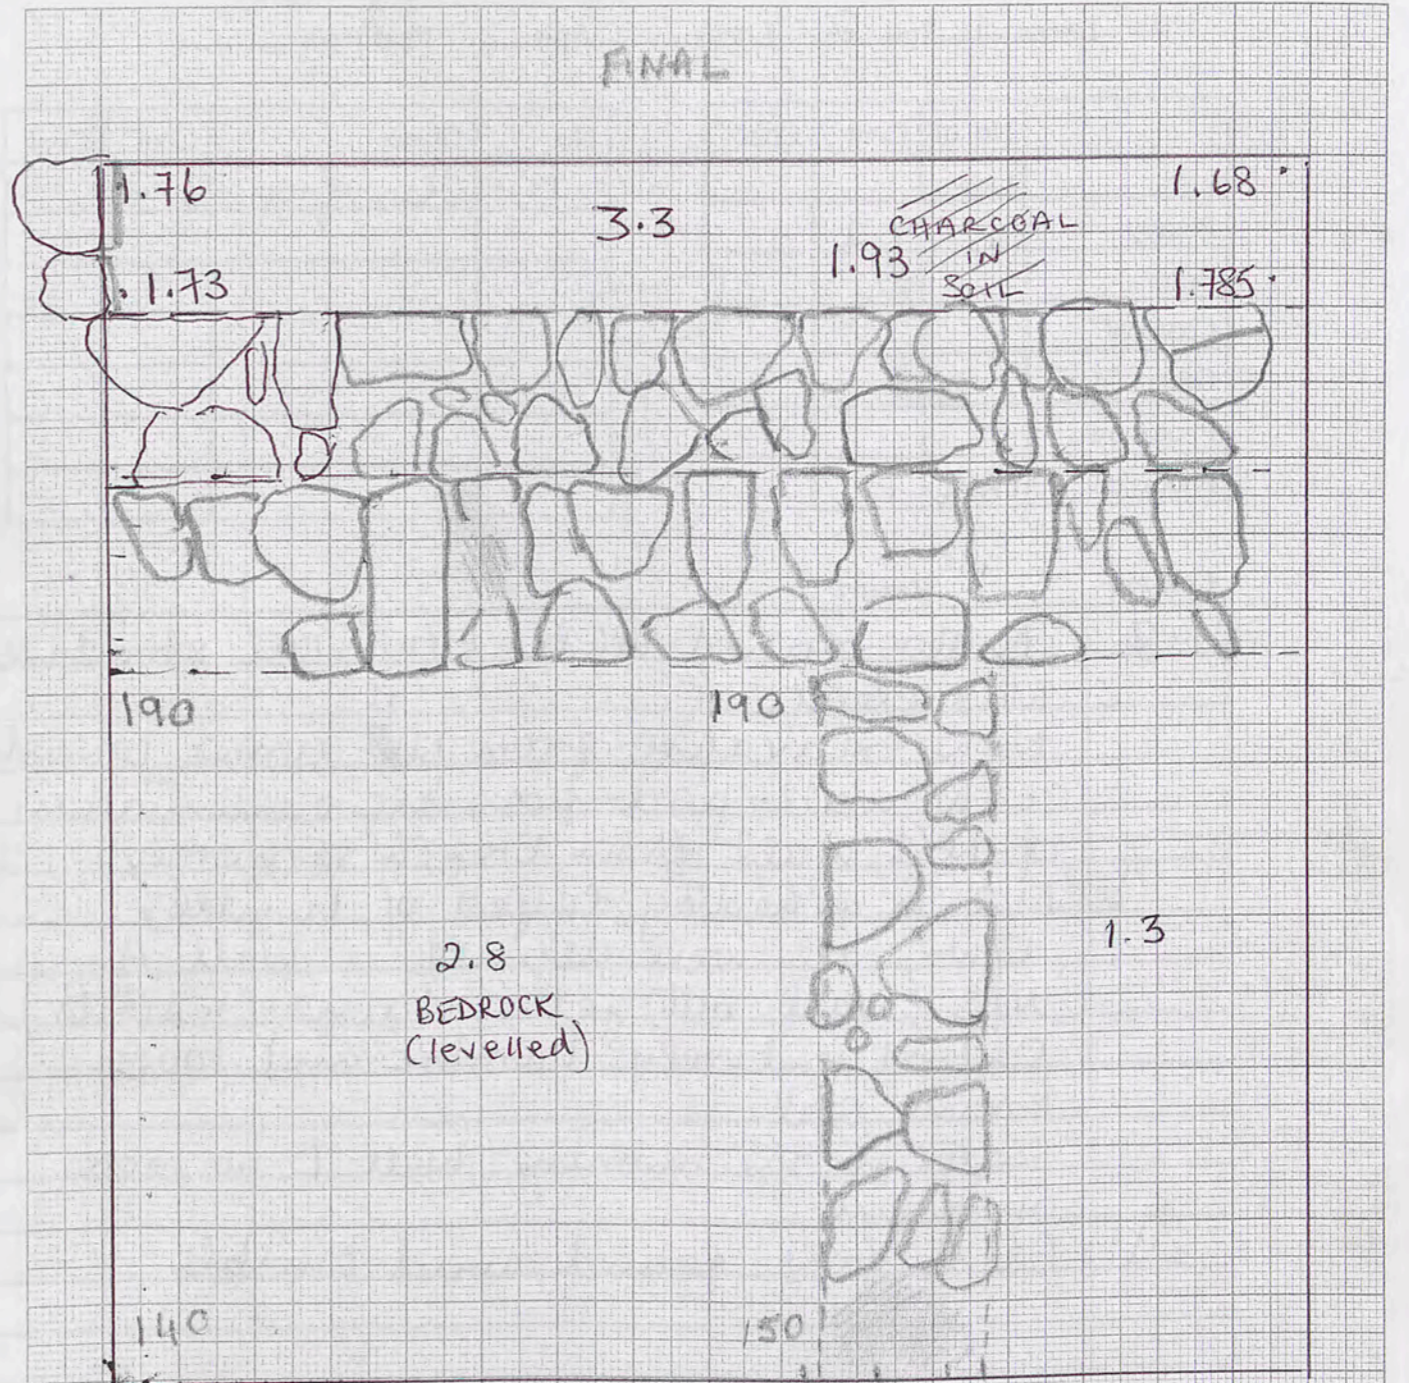 FINAL
1.76
1.68
3.3
CHARCOAL
IN
SOIL
1.93
1.73
1.785
190
190
2.8
BEDROCK
(levelled)
1.3
140
150